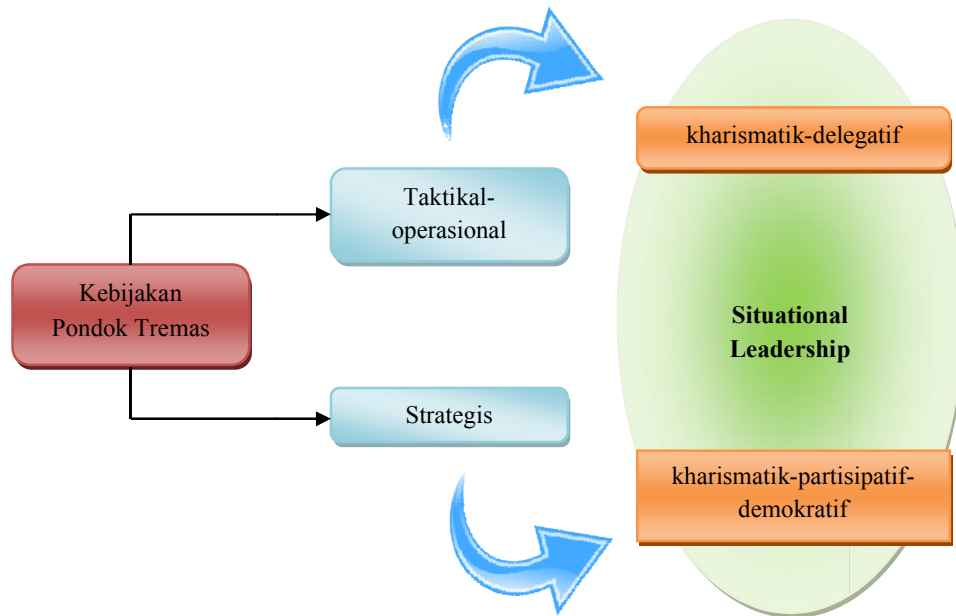 kharismatik-delegatif
Taktikal-
operasional
Kebijakan
Pondok Tremas
Situational
Leadership
Strategis
kharismatik-partisipatif-
demokratif